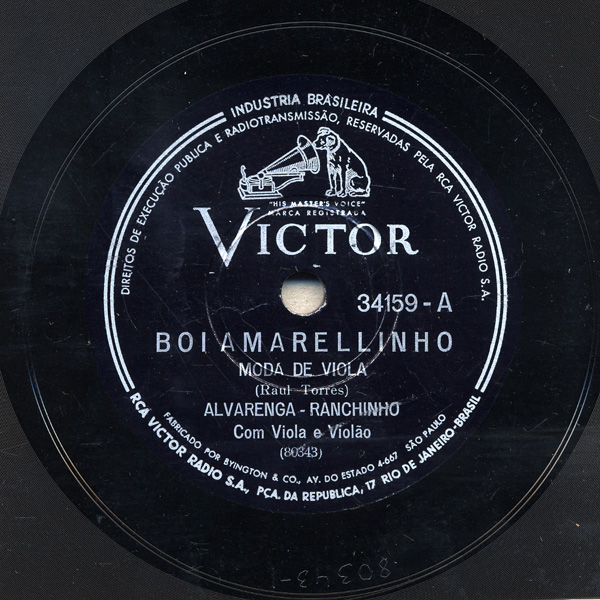 INDUSTRIA BRASILEIRA
DIREITOS DE EXECUÇÃO PUBLICA E RADIOTRANSMISSÃO, RESERVADAS PELA RCA VICTOR RADIO S.A.
"HIS MASTER'S VOICE"
MARCA REGISTRADA
VICTOR
34159-A
BOI AMARELLINHO
MODA DE VIOLA
(Raul Torres)
ALVARENGA - RANCHINHO
Com Viola e Violão
(80343)
FABRICADO POR BYINGTON & CO., AV. DO ESTADO 4-667 SÃO PAULO
RCA VICTOR RADIO S.A., PÇA. DA REPUBLICA, 17 RIO DE JANEIRO-BRASIL
80343-1